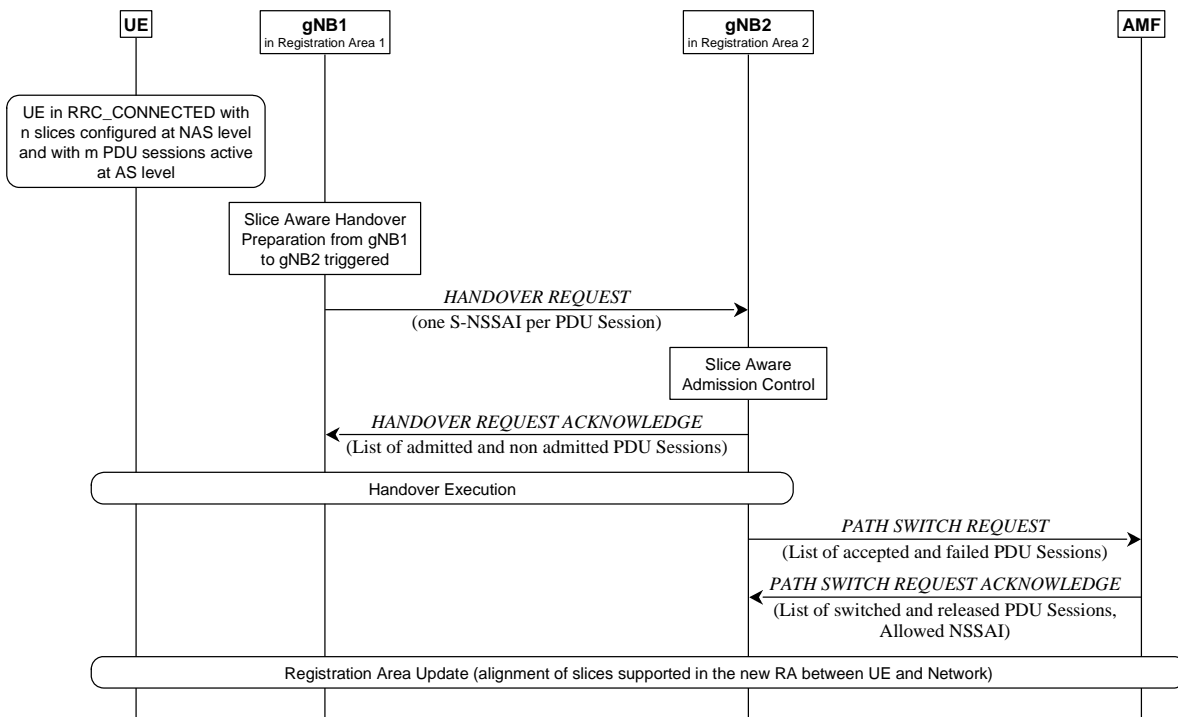 UE
gNB1
in Registration Area 1
gNB2
in Registration Area 2
AMF
UE in RRC_CONNECTED with
n slices configured at NAS level
and with m PDU sessions active
at AS level
Slice Aware Handover
Preparation from gNB1
to gNB2 triggered
HANDOVER REQUEST
(one S-NSSAI per PDU Session)
Slice Aware
Admission Control
HANDOVER REQUEST ACKNOWLEDGE
(List of admitted and non admitted PDU Sessions)
Handover Execution
PATH SWITCH REQUEST
(List of accepted and failed PDU Sessions)
PATH SWITCH REQUEST ACKNOWLEDGE
(List of switched and released PDU Sessions,
Allowed NSSAI)
Registration Area Update (alignment of slices supported in the new RA between UE and Network)